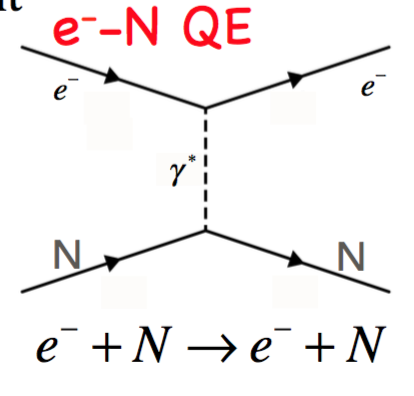 e⁻-N QE
e⁻ e⁻
γ*
N N
e⁻ + N → e⁻ + N